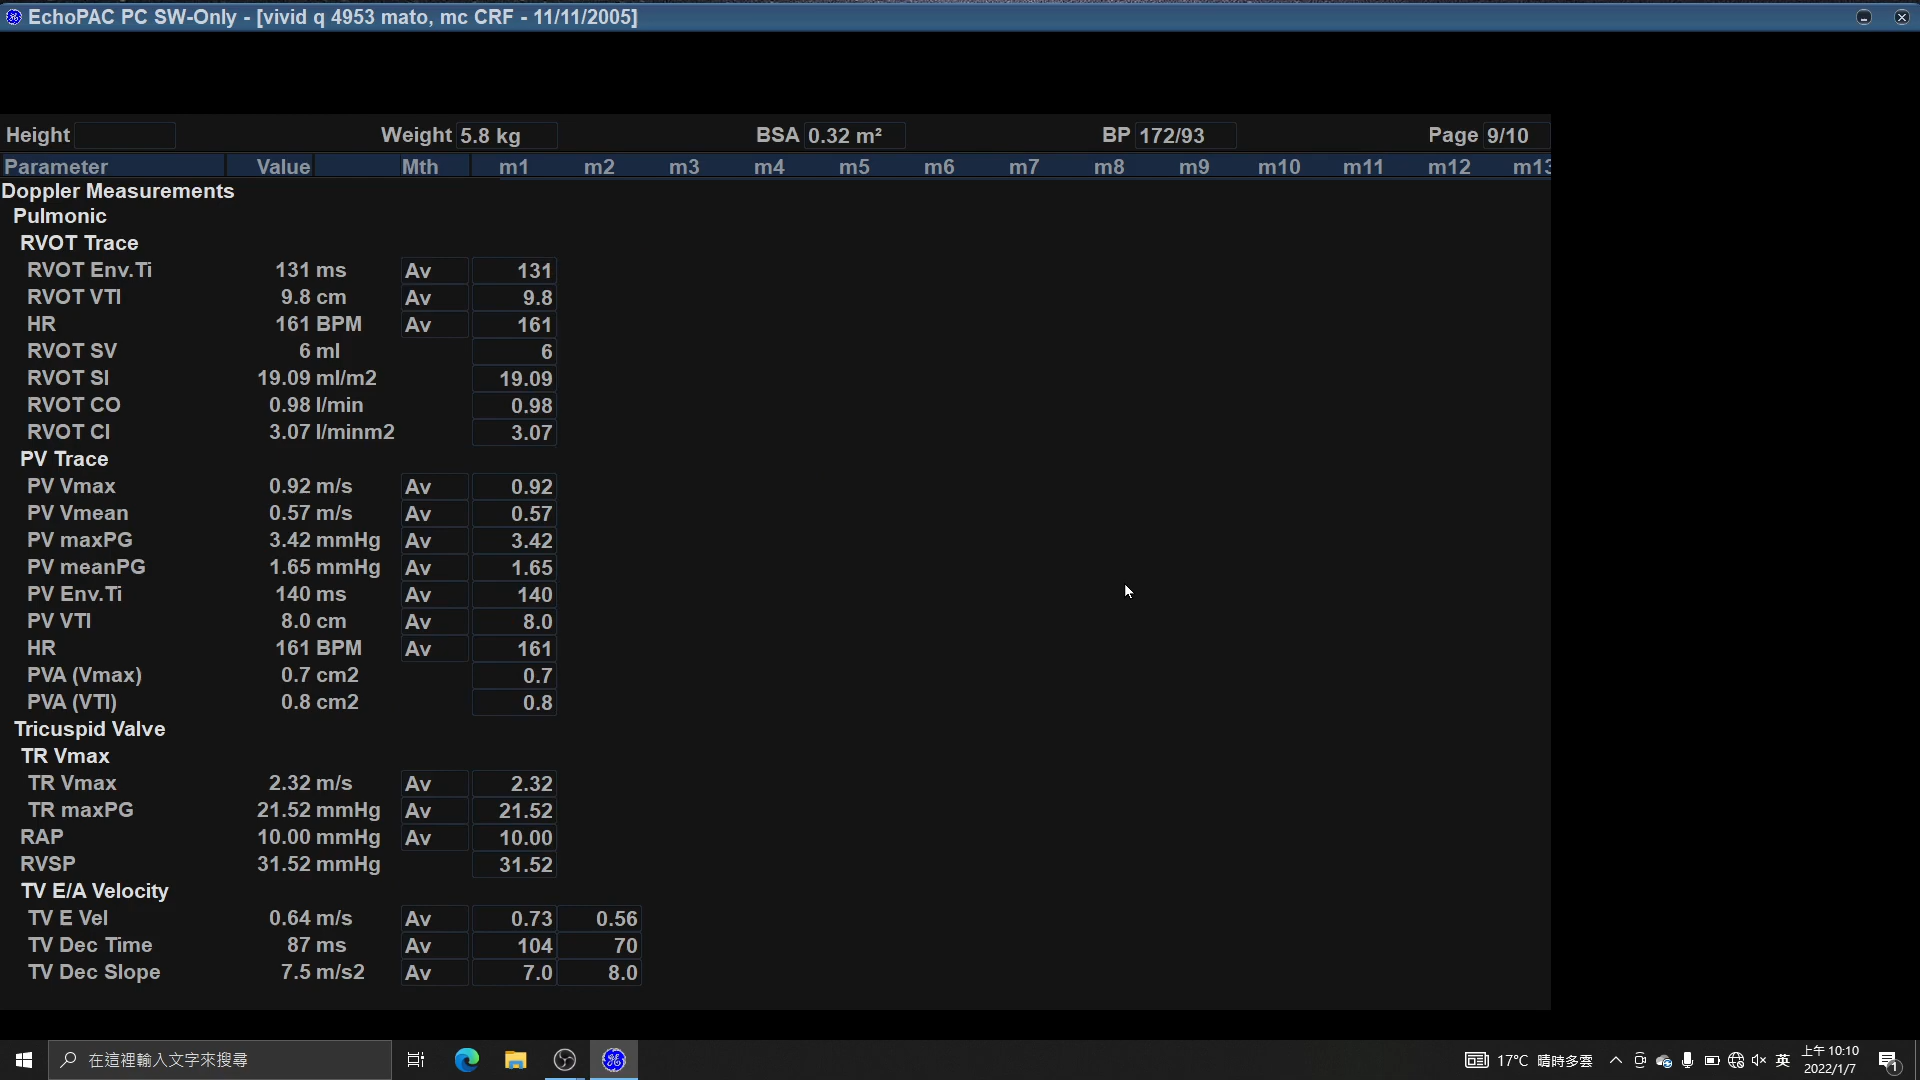 EchoPAC PC SW-Only - [vivid q 4953 mato, mc CRF - 11/11/2005]
Height Weight 5.8 kg BSA 0.32 m² BP 172/93 Page 9/10
Parameter Value Mth m1 m2 m3 m4 m5 m6 m7 m8 m9 m10 m11 m12 m13
Doppler Measurements
Pulmonic
RVOT Trace
RVOT Env.Ti 131 ms Av 131
RVOT VTI 9.8 cm Av 9.8
HR 161 BPM Av 161
RVOT SV 6 ml 6
RVOT SI 19.09 ml/m2 19.09
RVOT CO 0.98 l/min 0.98
RVOT CI 3.07 l/minm2 3.07
PV Trace
PV Vmax 0.92 m/s Av 0.92
PV Vmean 0.57 m/s Av 0.57
PV maxPG 3.42 mmHg Av 3.42
PV meanPG 1.65 mmHg Av 1.65
PV Env.Ti 140 ms Av 140
PV VTI 8.0 cm Av 8.0
HR 161 BPM Av 161
PVA (Vmax) 0.7 cm2 0.7
PVA (VTI) 0.8 cm2 0.8
Tricuspid Valve
TR Vmax
TR Vmax 2.32 m/s Av 2.32
TR maxPG 21.52 mmHg Av 21.52
RAP 10.00 mmHg Av 10.00
RVSP 31.52 mmHg 31.52
TV E/A Velocity
TV E Vel 0.64 m/s Av 0.73 0.56
TV Dec Time 87 ms Av 104 70
TV Dec Slope 7.5 m/s2 Av 7.0 8.0
在這裡輸入文字來搜尋 17°C 晴時多雲 英 上午 10:10
2022/1/7 1